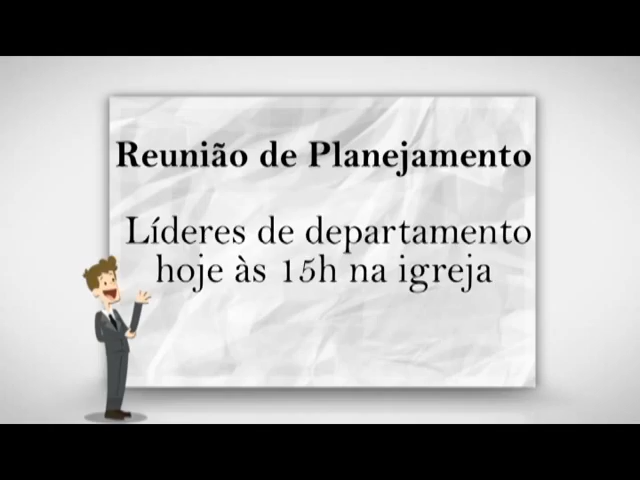 Reunião de Planejamento
Líderes de departamento
hoje às 15h na igreja